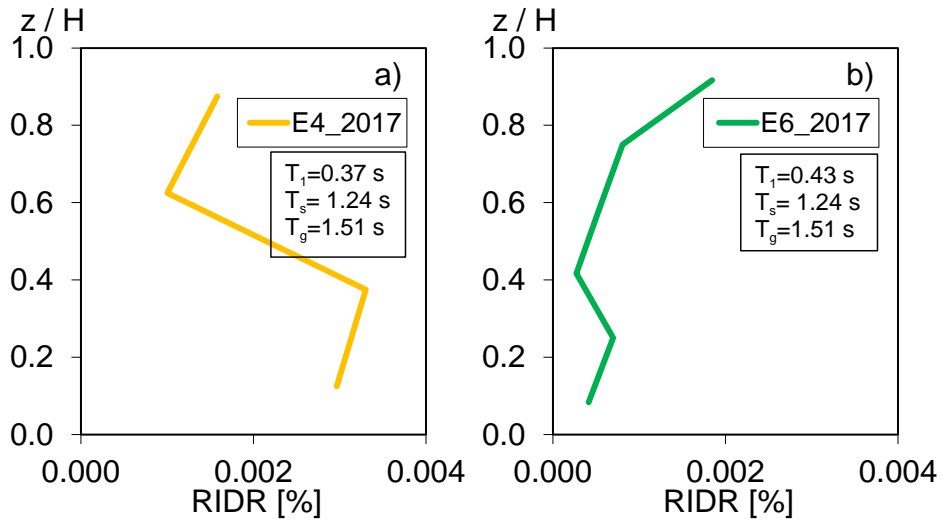 z / H
1.0
0.8
0.6
0.4
0.2
0.0
0.000
0.002
0.004
RIDR [%]
a)
E4_2017
T₁=0.37 s
Tₛ= 1.24 s
T_g=1.51 s
z / H
1.0
0.8
0.6
0.4
0.2
0.0
0.000
0.002
0.004
RIDR [%]
b)
E6_2017
T₁=0.43 s
Tₛ= 1.24 s
T_g=1.51 s